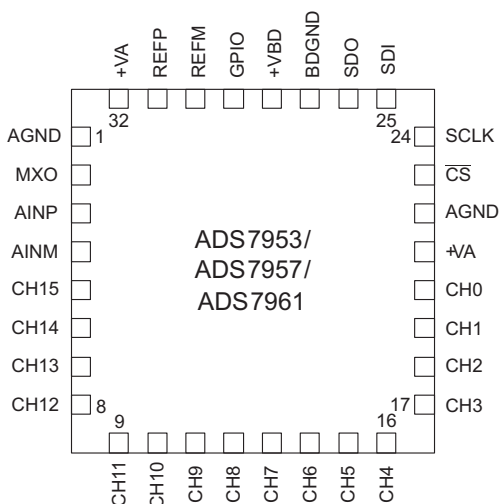 +VA
REFP
REFM
GPIO
+VBD
BDGND
SDO
SDI
32
25
AGND
1
24
SCLK
MXO
CS
AINP
AGND
AINM
ADS7953/
ADS7957/
ADS7961
+VA
CH15
CH0
CH14
CH1
CH13
CH2
CH12
8
17
CH3
9
16
CH11
CH10
CH9
CH8
CH7
CH6
CH5
CH4